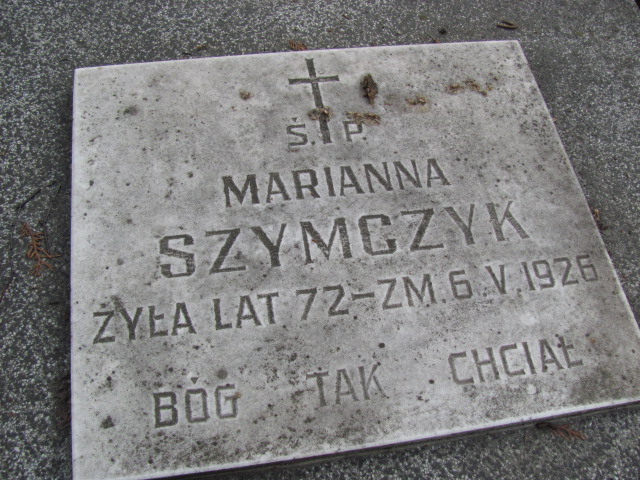 Ś. P.
MARIANNA
SZYMCZYK
ŻYŁA LAT 72-ZM. 6.V.1926
BÓG TAK CHCIAŁ